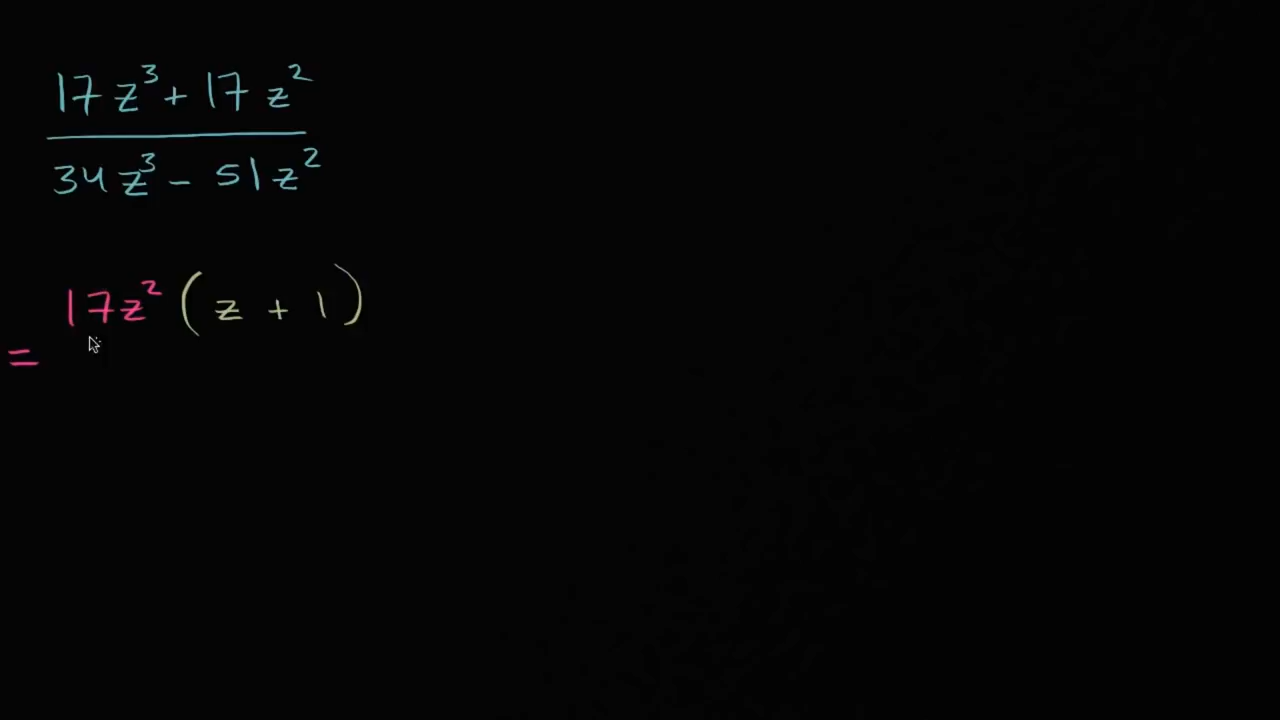 17z³ + 17z²
34z³ - 51z²
17z² (z + 1)
=